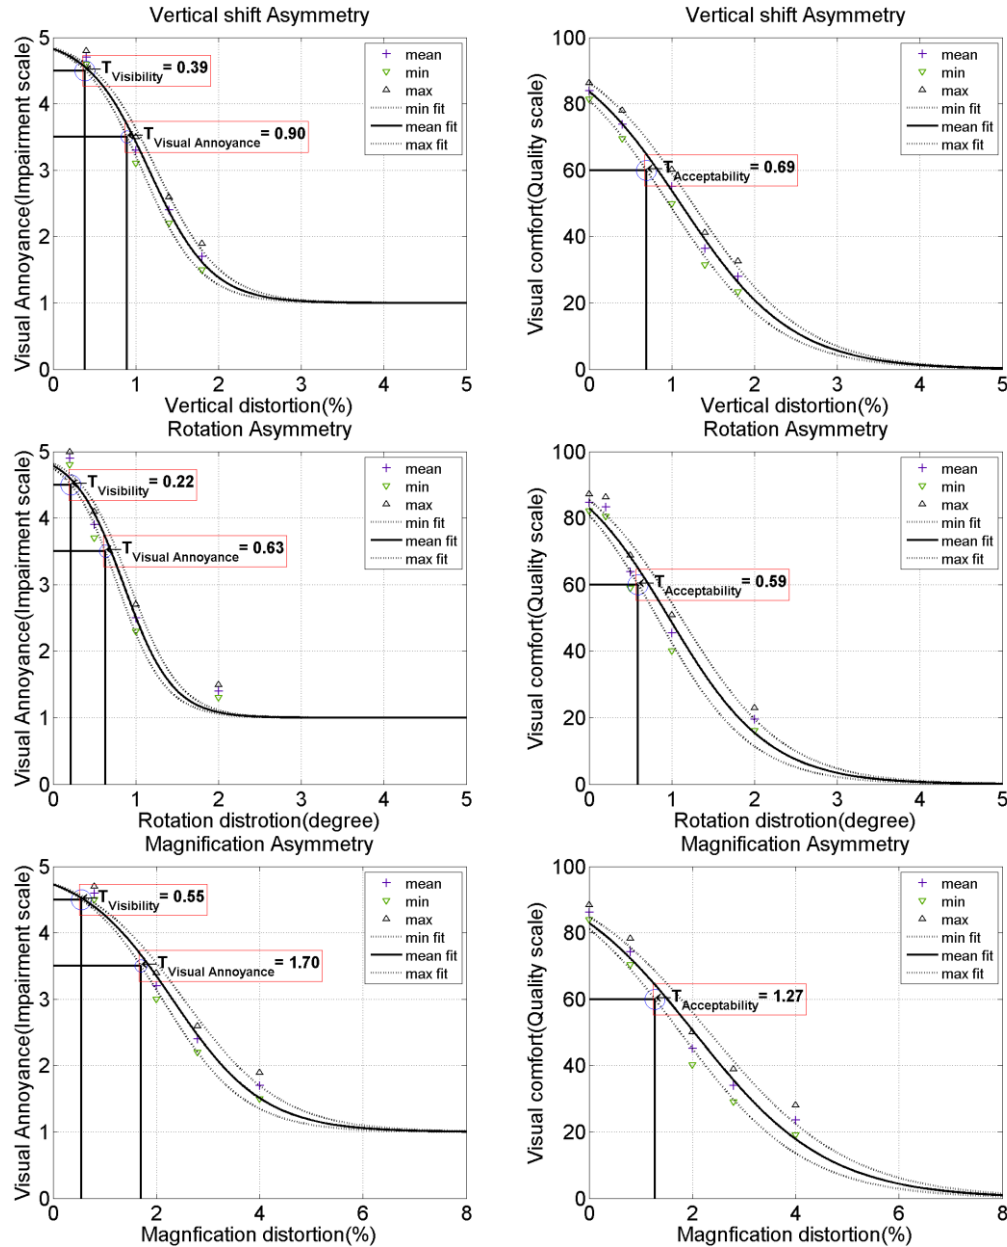 Vertical shift Asymmetry
Visual Annoyance(Impairment scale)
5
4
3
2
1
0
T Visibility = 0.39
T Visual Annoyance = 0.90
mean
min
max
min fit
mean fit
max fit
0 1 2 3 4 5
Vertical distortion(%)
Vertical shift Asymmetry
Visual comfort(Quality scale)
100
80
60
40
20
0
T Acceptability = 0.69
mean
min
max
min fit
mean fit
max fit
0 1 2 3 4 5
Vertical distortion(%)
Rotation Asymmetry
Visual Annoyance(Impairment scale)
5
4
3
2
1
0
T Visibility = 0.22
T Visual Annoyance = 0.63
mean
min
max
min fit
mean fit
max fit
0 1 2 3 4 5
Rotation distrotion(degree)
Rotation Asymmetry
Visual comfort(Quality scale)
100
80
60
40
20
0
T Acceptability = 0.59
mean
min
max
min fit
mean fit
max fit
0 1 2 3 4 5
Rotation distrotion(degree)
Magnification Asymmetry
Visual Annoyance(Impairment scale)
5
4
3
2
1
0
T Visibility = 0.55
T Visual Annoyance = 1.70
mean
min
max
min fit
mean fit
max fit
0 2 4 6 8
Magnfication distortion(%)
Magnification Asymmetry
Visual comfort(Quality scale)
100
80
60
40
20
0
T Acceptability = 1.27
mean
min
max
min fit
mean fit
max fit
0 2 4 6 8
Magnfication distortion(%)